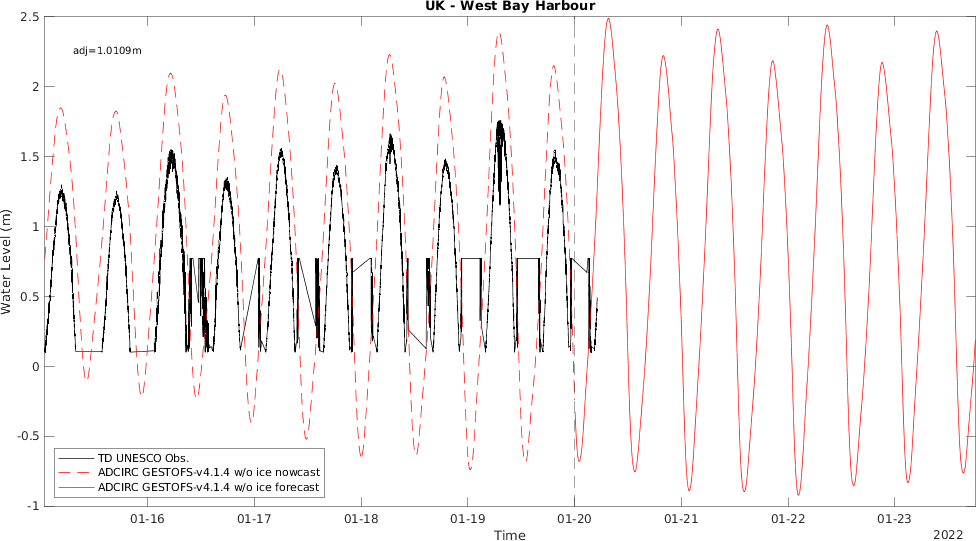 UK - West Bay Harbour
adj=1.0109m
2.5
2
1.5
1
0.5
0
-0.5
-1
Water Level (m)
TD UNESCO Obs.
ADCIRC GESTOFS-v4.1.4 w/o ice nowcast
ADCIRC GESTOFS-v4.1.4 w/o ice forecast
01-16 01-17 01-18 01-19 01-20 01-21 01-22 01-23
Time
2022